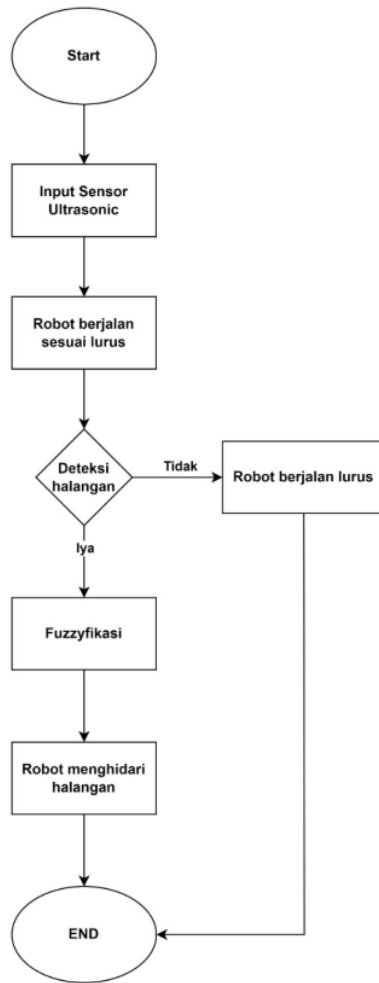 Start
Input Sensor
Ultrasonic
Robot berjalan
sesuai lurus
Deteksi
halangan
Tidak
Robot berjalan lurus
Iya
Fuzzyfikasi
Robot menghidari
halangan
END